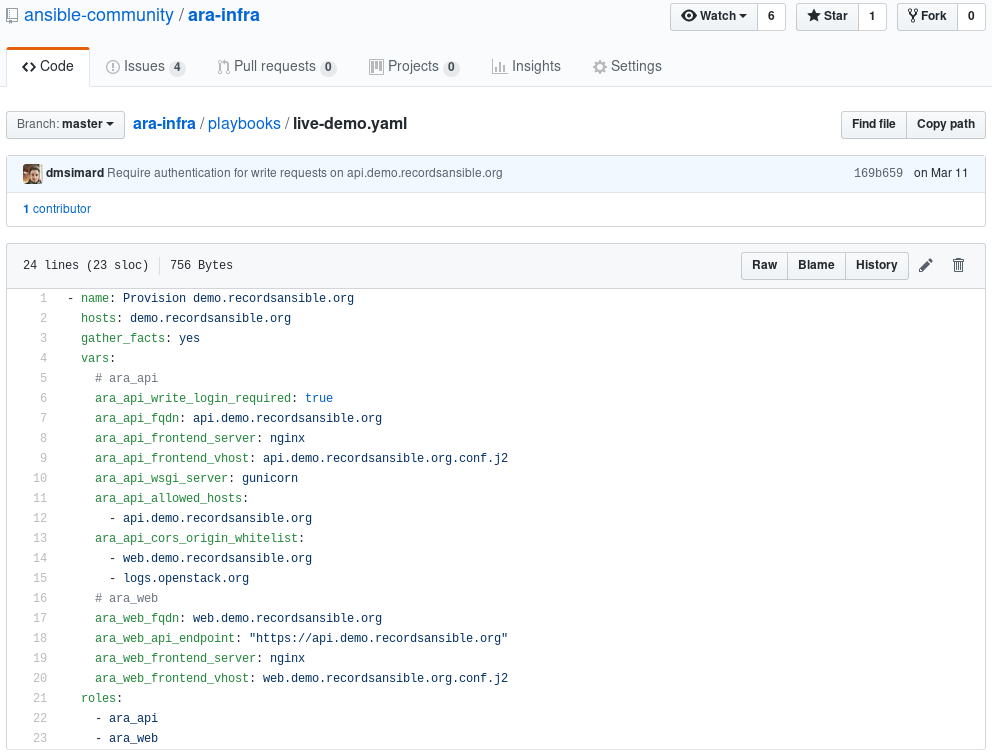 ansible-community / ara-infra
Watch 6 Star 1 Fork 0
Code Issues 4 Pull requests 0 Projects 0 Insights Settings
Branch: master ara-infra / playbooks / live-demo.yaml Find file Copy path
dmsimard Require authentication for write requests on api.demo.recordsansible.org 169b659 on Mar 11
1 contributor
24 lines (23 sloc) 756 Bytes Raw Blame History
1 - name: Provision demo.recordsansible.org
2 hosts: demo.recordsansible.org
3 gather_facts: yes
4 vars:
5 # ara_api
6 ara_api_write_login_required: true
7 ara_api_fqdn: api.demo.recordsansible.org
8 ara_api_frontend_server: nginx
9 ara_api_frontend_vhost: api.demo.recordsansible.org.conf.j2
10 ara_api_wsgi_server: gunicorn
11 ara_api_allowed_hosts:
12 - api.demo.recordsansible.org
13 ara_api_cors_origin_whitelist:
14 - web.demo.recordsansible.org
15 - logs.openstack.org
16 # ara_web
17 ara_web_fqdn: web.demo.recordsansible.org
18 ara_web_api_endpoint: "https://api.demo.recordsansible.org"
19 ara_web_frontend_server: nginx
20 ara_web_frontend_vhost: web.demo.recordsansible.org.conf.j2
21 roles:
22 - ara_api
23 - ara_web